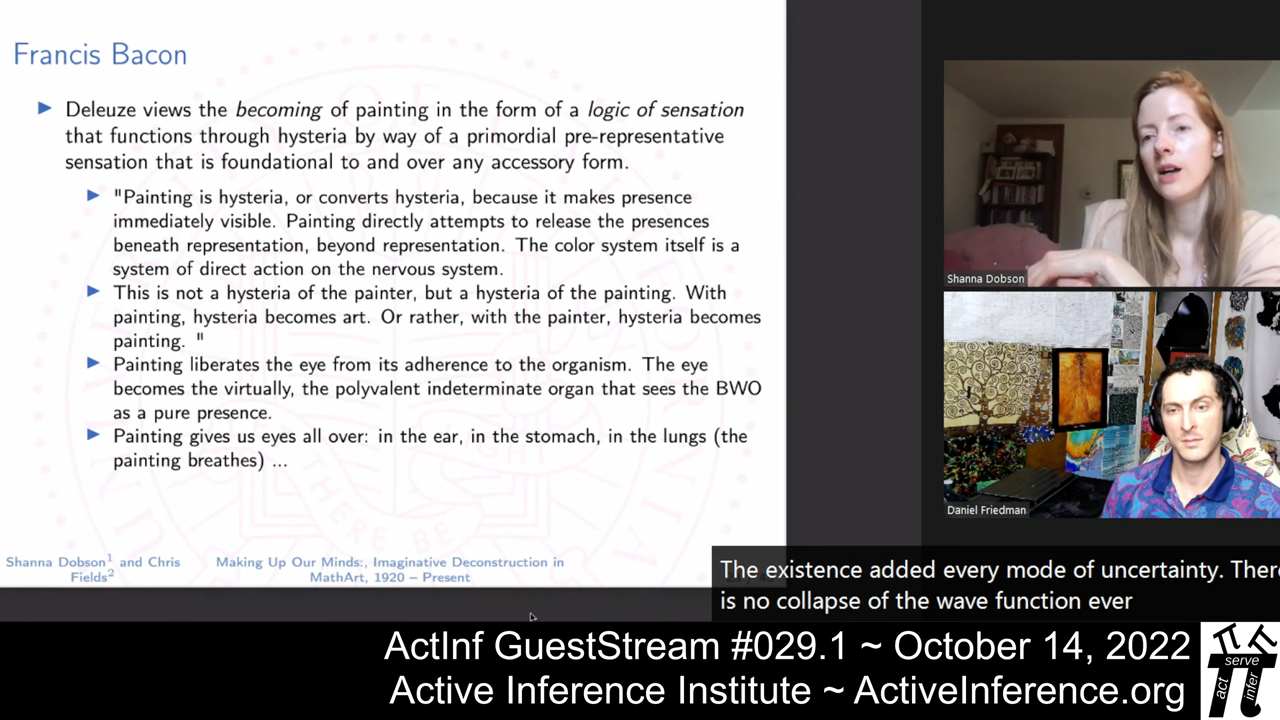 Francis Bacon
▶ Deleuze views the becoming of painting in the form of a logic of sensation
that functions through hysteria by way of a primordial pre-representative
sensation that is foundational to and over any accessory form.
▶ "Painting is hysteria, or converts hysteria, because it makes presence
immediately visible. Painting directly attempts to release the presences
beneath representation, beyond representation. The color system itself is a
system of direct action on the nervous system.
▶ This is not a hysteria of the painter, but a hysteria of the painting. With
painting, hysteria becomes art. Or rather, with the painter, hysteria becomes
painting. "
▶ Painting liberates the eye from its adherence to the organism. The eye
becomes the virtually, the polyvalent indeterminate organ that sees the BWO
as a pure presence.
▶ Painting gives us eyes all over: in the ear, in the stomach, in the lungs (the
painting breathes) ...
Shanna Dobson1 and Chris
Fields2
Making Up Our Minds:, Imaginative Deconstruction in
MathArt, 1920 – Present
Shanna Dobson
Daniel Friedman
The existence added every mode of uncertainty. There
is no collapse of the wave function ever
ActInf GuestStream #029.1 ~ October 14, 2022
Active Inference Institute ~ ActiveInference.org
serve
act
infer